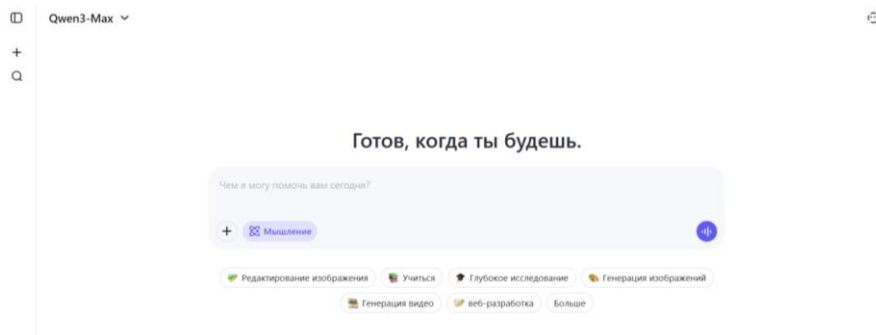 Qwen3-Max
Готов, когда ты будешь.
Чем я могу помочь вам сегодня?
Мышление
Редактирование изображения
Учиться
Глубокое исследование
Генерация изображений
Генерация видео
веб-разработка
Больше